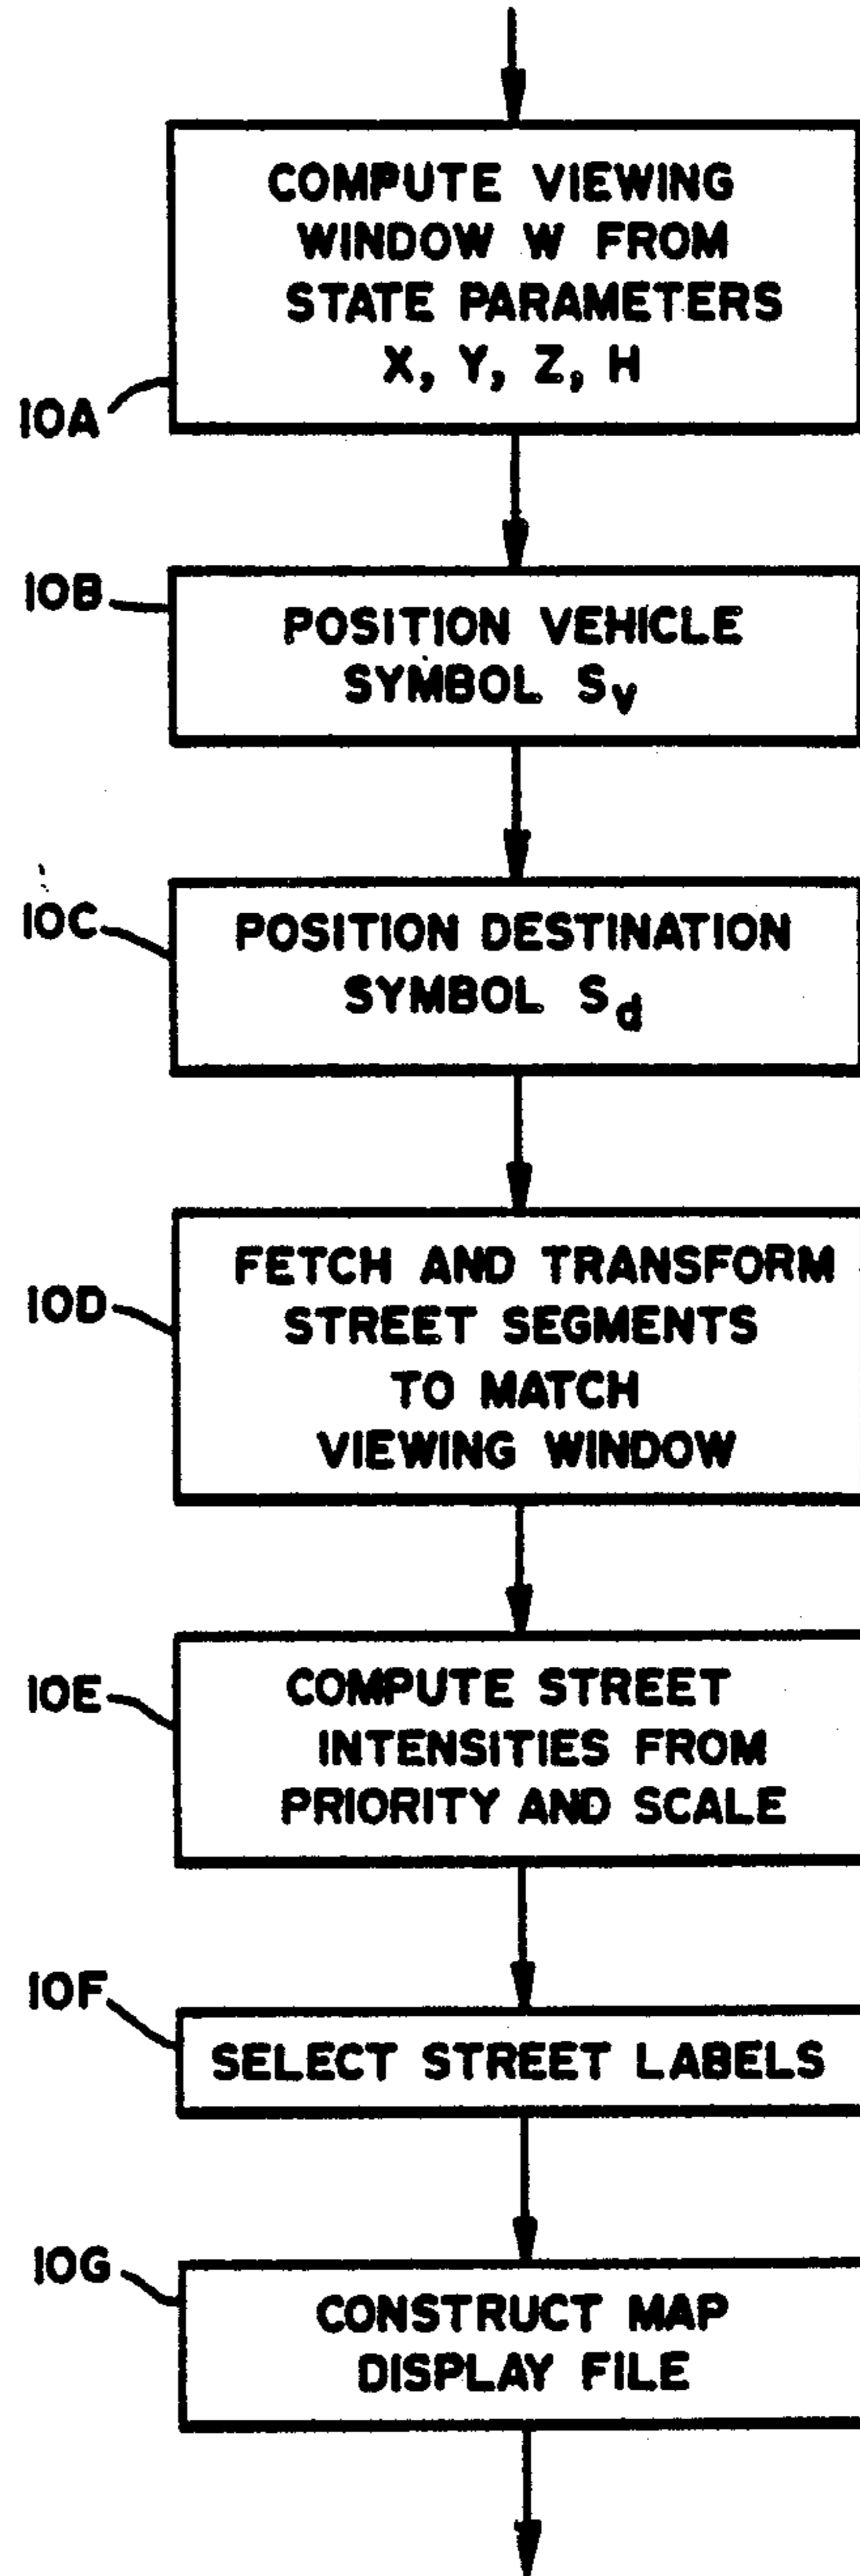 COMPUTE VIEWING
WINDOW W FROM
STATE PARAMETERS
X, Y, Z, H
10A
10B
POSITION VEHICLE
SYMBOL Sv
10C
POSITION DESTINATION
SYMBOL Sd
10D
FETCH AND TRANSFORM
STREET SEGMENTS
TO MATCH
VIEWING WINDOW
10E
COMPUTE STREET
INTENSITIES FROM
PRIORITY AND SCALE
10F
SELECT STREET LABELS
10G
CONSTRUCT MAP
DISPLAY FILE